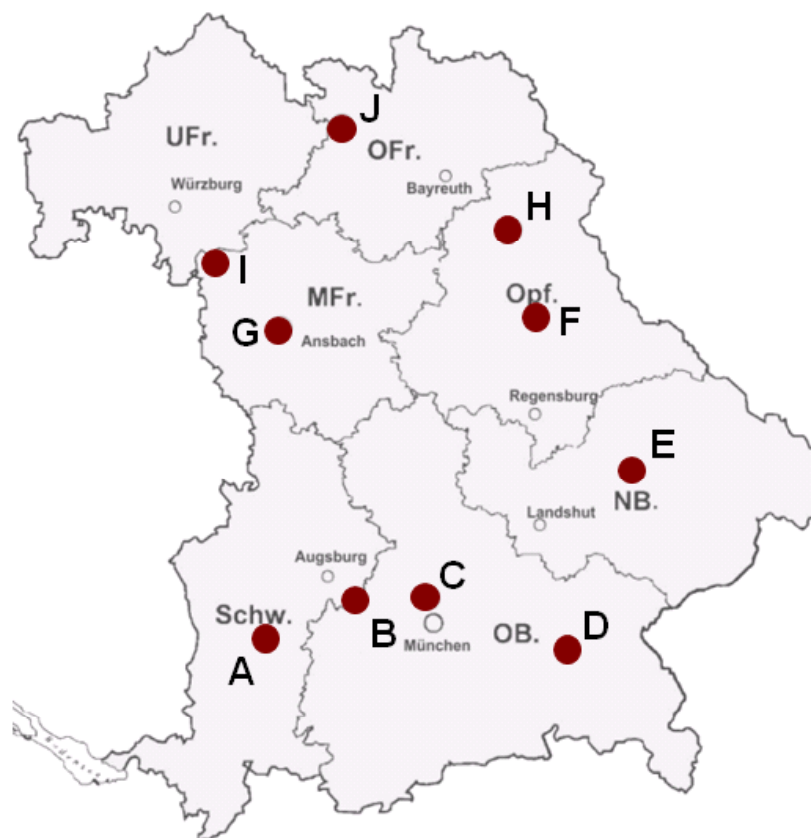 J
UFr.
OFr.
Würzburg
Bayreuth
H
I
MFr.
Opf.
G
F
Ansbach
Regensburg
E
NB.
Landshut
Augsburg
C
Schw.
B
OB.
D
München
A